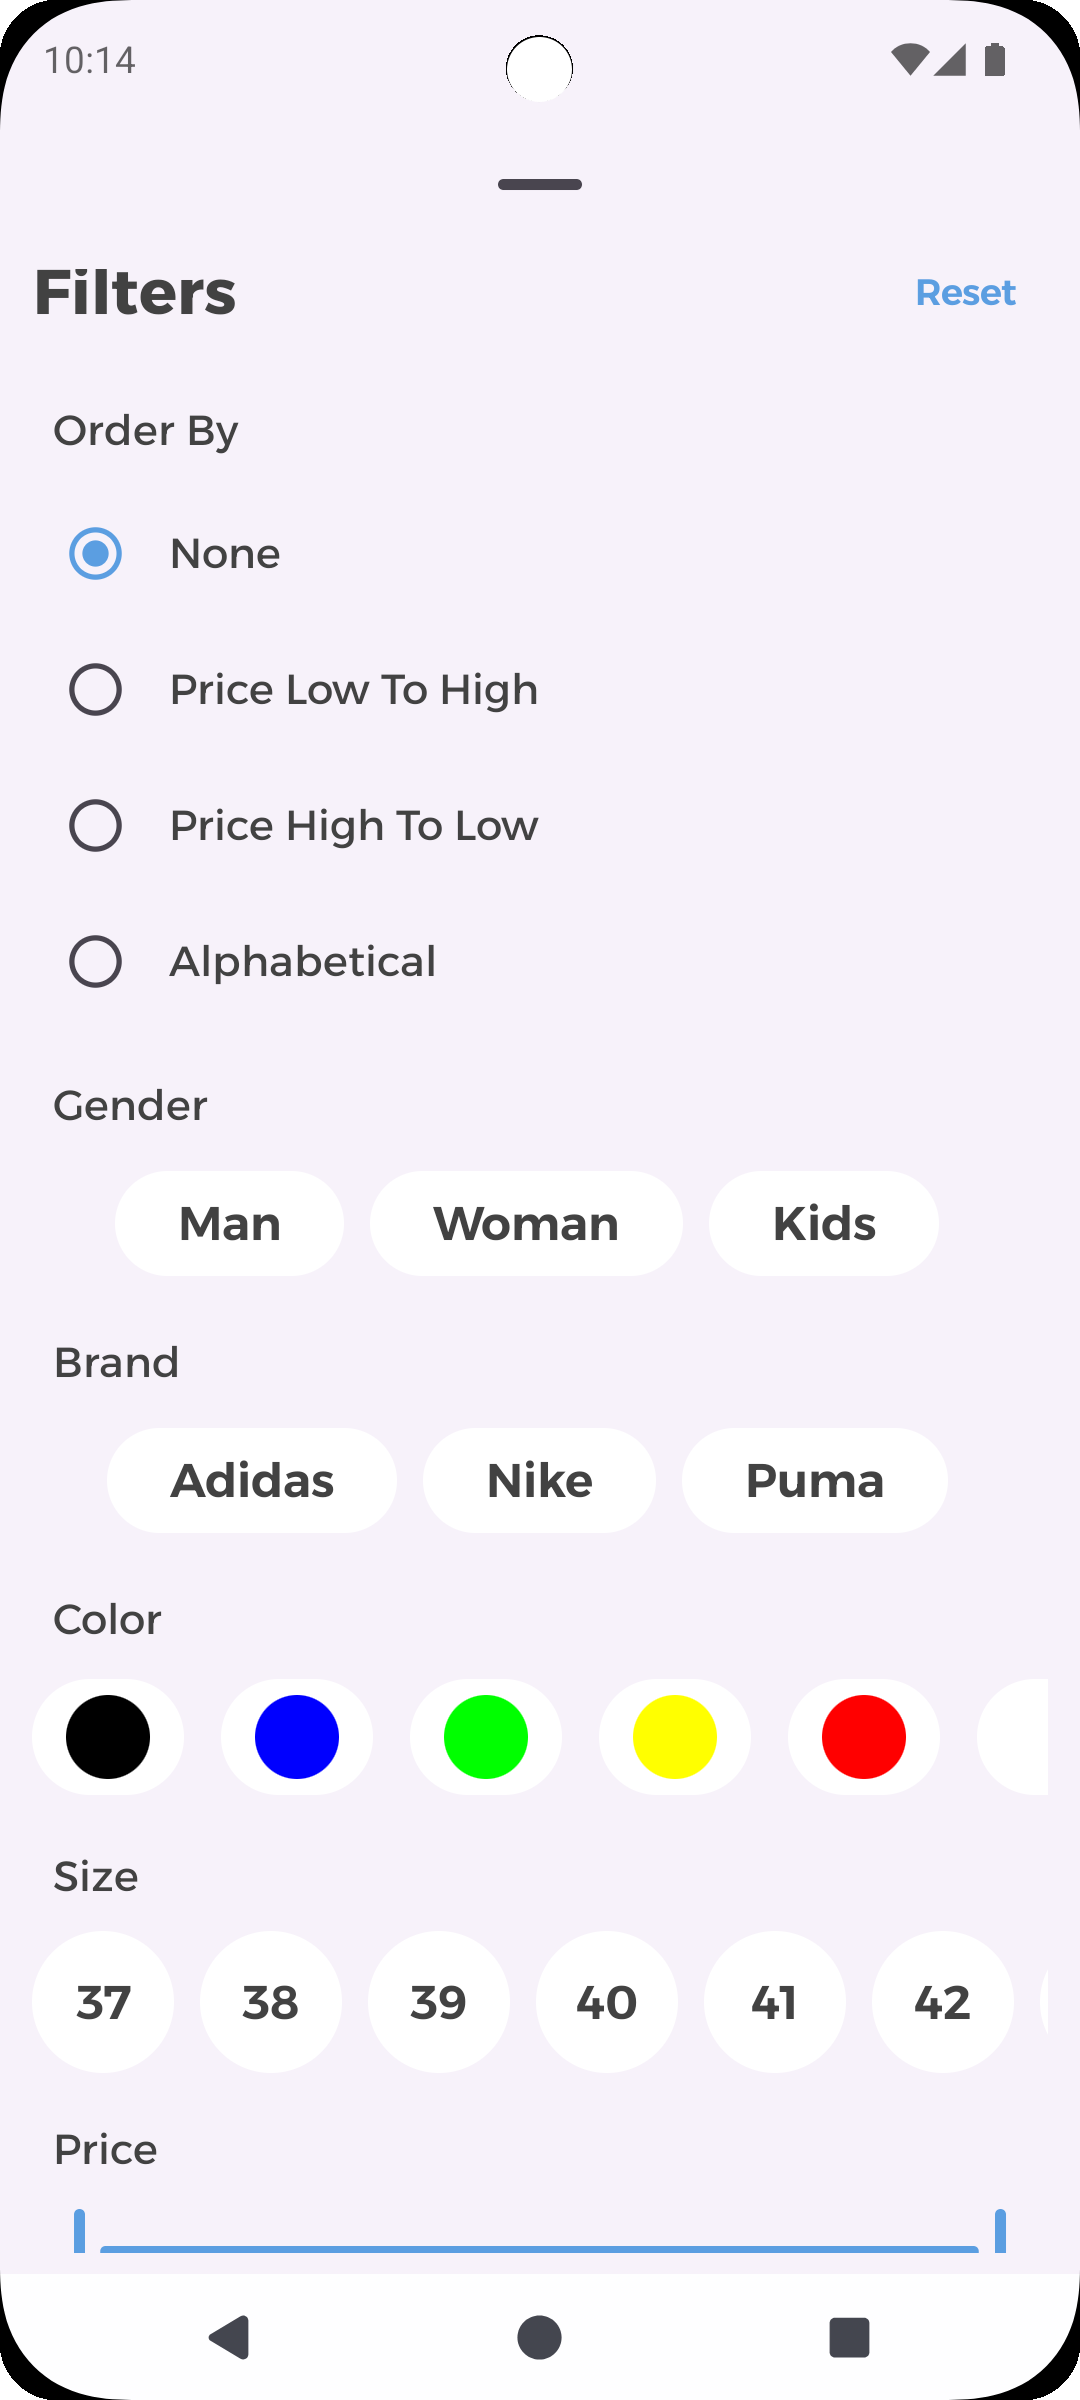 10:14
Filters
Reset
Order By
None
Price Low To High
Price High To Low
Alphabetical
Gender
Man Woman Kids
Brand
Adidas Nike Puma
Color
Size
37 38 39 40 41 42
Price